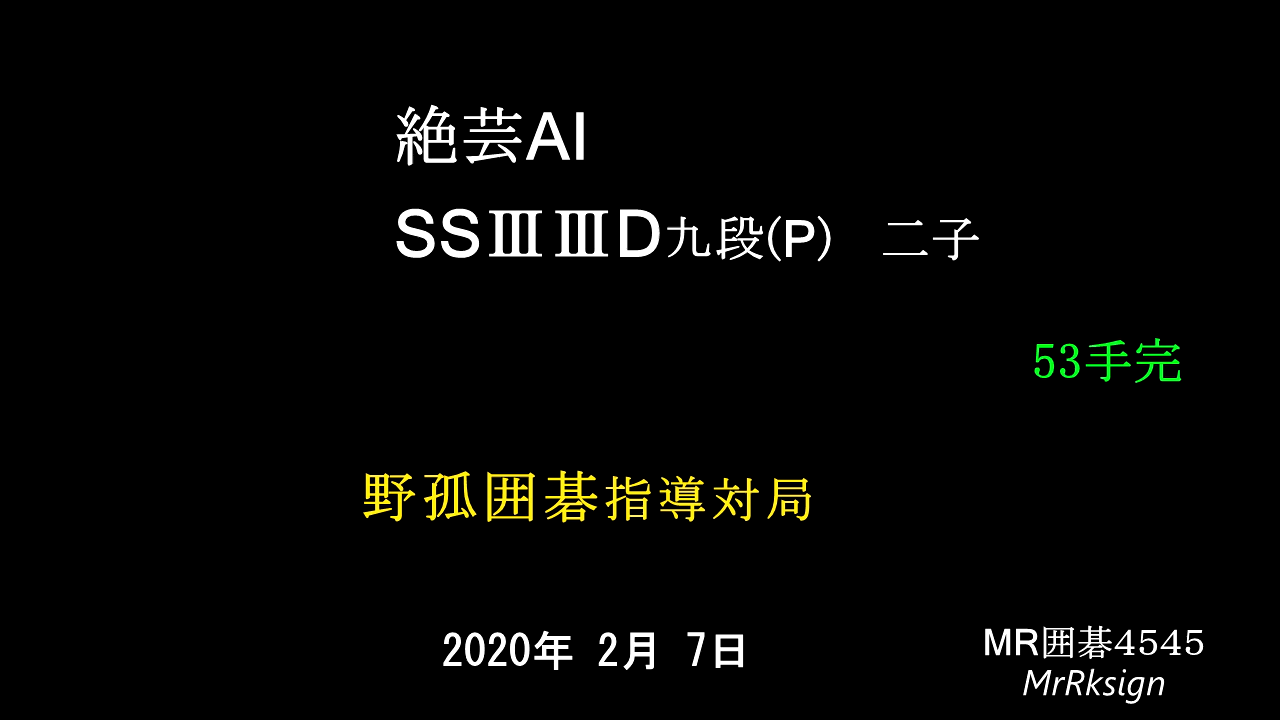 絶芸AI
SSⅢⅢD九段(P) 二子
53手完
野孤囲碁指導対局
2020年 2月 7日
MR囲碁4545
MrRksign